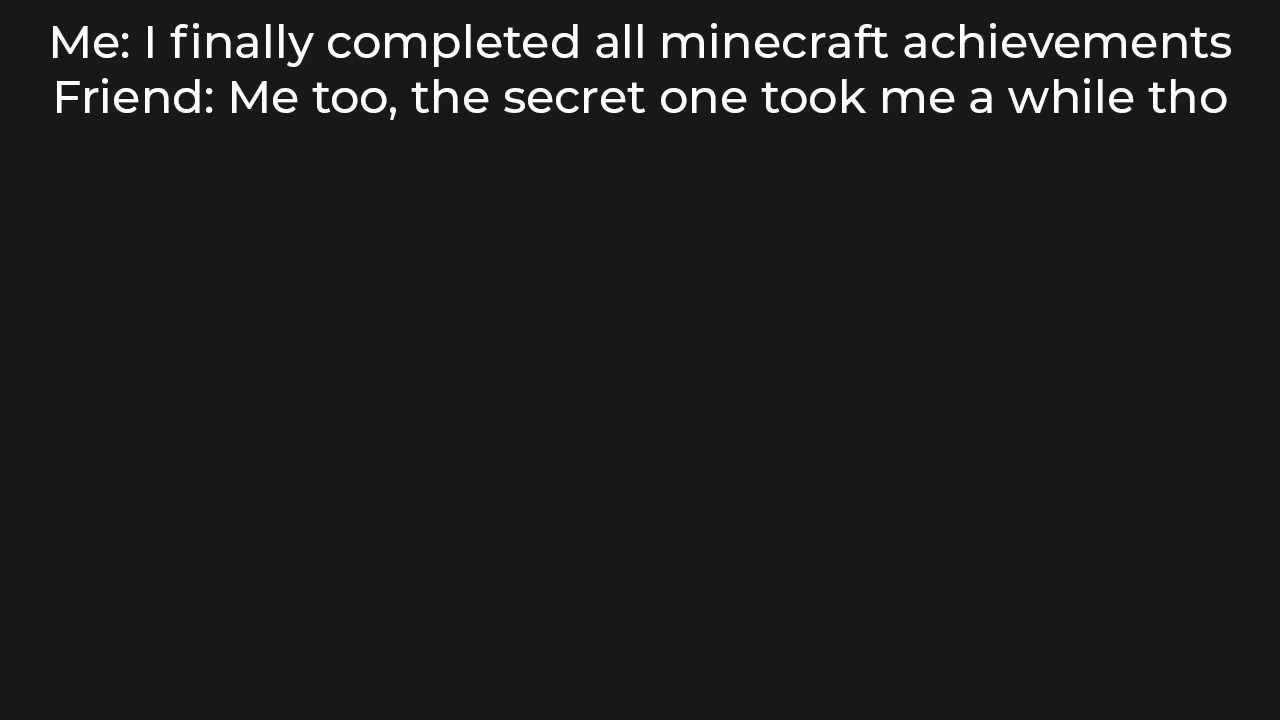 Me: I finally completed all minecraft achievements
Friend: Me too, the secret one took me a while tho